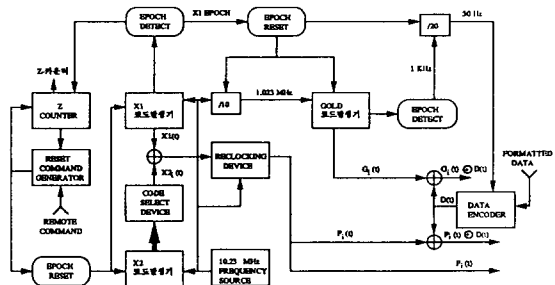 EPOCH
DETECT
X1 EPOCH
EPOCH
RESET
/20
50 Hz
Z-카운터
Z
COUNTER
X1
코드발생기
/10
1.023 MHz
GOLD
코드발생기
1 KHz
EPOCH
DETECT
FORMATTED
DATA
X1(t)
RESET
COMMAND
GENERATOR
X2i(t)
RECLOCKING
DEVICE
Gi(t)
Gi(t) ⊕ D(t)
CODE
SELECT
DEVICE
D(t)
DATA
ENCODER
REMOTE
COMMAND
Pi(t)
Pi(t) ⊕ D(t)
EPOCH
RESET
X2
코드발생기
10.23 MHz
FREQUENCY
SOURCE
Pi(t)